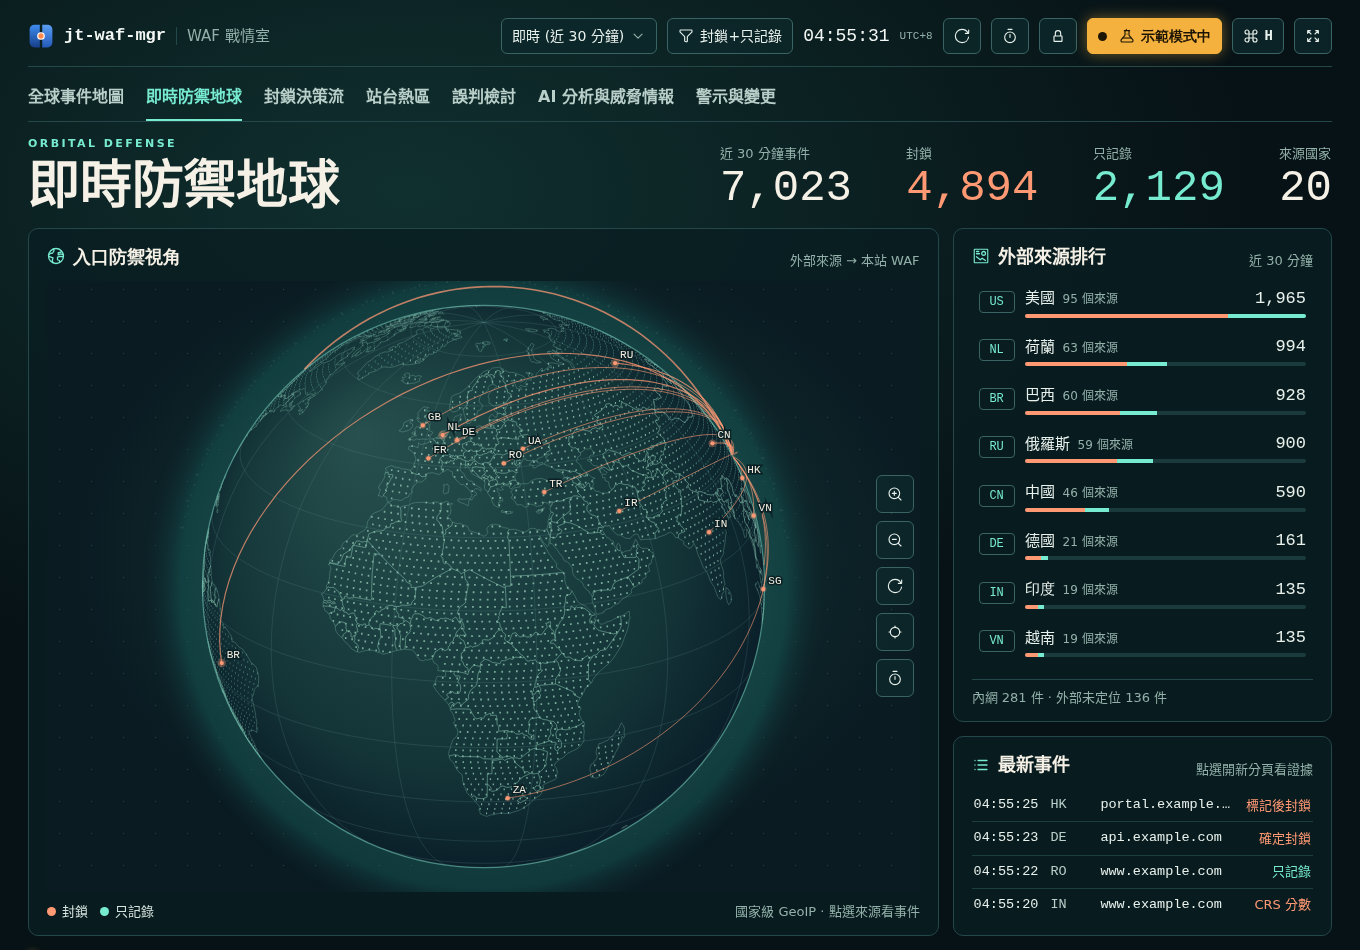 jt-waf-mgr WAF 戰情室 即時 (近 30 分鐘) 封鎖+只記錄 04:55:31 UTC+8 示範模式中 ⌘ H
全球事件地圖 即時防禦地球 封鎖決策流 站台熱區 誤判檢討 AI 分析與威脅情報 警示與變更
ORBITAL DEFENSE
即時防禦地球
近 30 分鐘事件 封鎖 只記錄 來源國家
7,023 4,894 2,129 20
入口防禦視角 外部來源 → 本站 WAF
RU
GB
NL
DE
CN
UA
FR
RO
HK
TR
IR
VN
IN
SG
BR
ZA
封鎖 只記錄 國家級 GeoIP · 點選來源看事件
外部來源排行 近 30 分鐘
US 美國 95 個來源 1,965
NL 荷蘭 63 個來源 994
BR 巴西 60 個來源 928
RU 俄羅斯 59 個來源 900
CN 中國 46 個來源 590
DE 德國 21 個來源 161
IN 印度 19 個來源 135
VN 越南 19 個來源 135
內網 281 件 · 外部未定位 136 件
最新事件 點選開新分頁看證據
04:55:25 HK portal.example.… 標記後封鎖
04:55:23 DE api.example.com 確定封鎖
04:55:22 RO www.example.com 只記錄
04:55:20 IN www.example.com CRS 分數